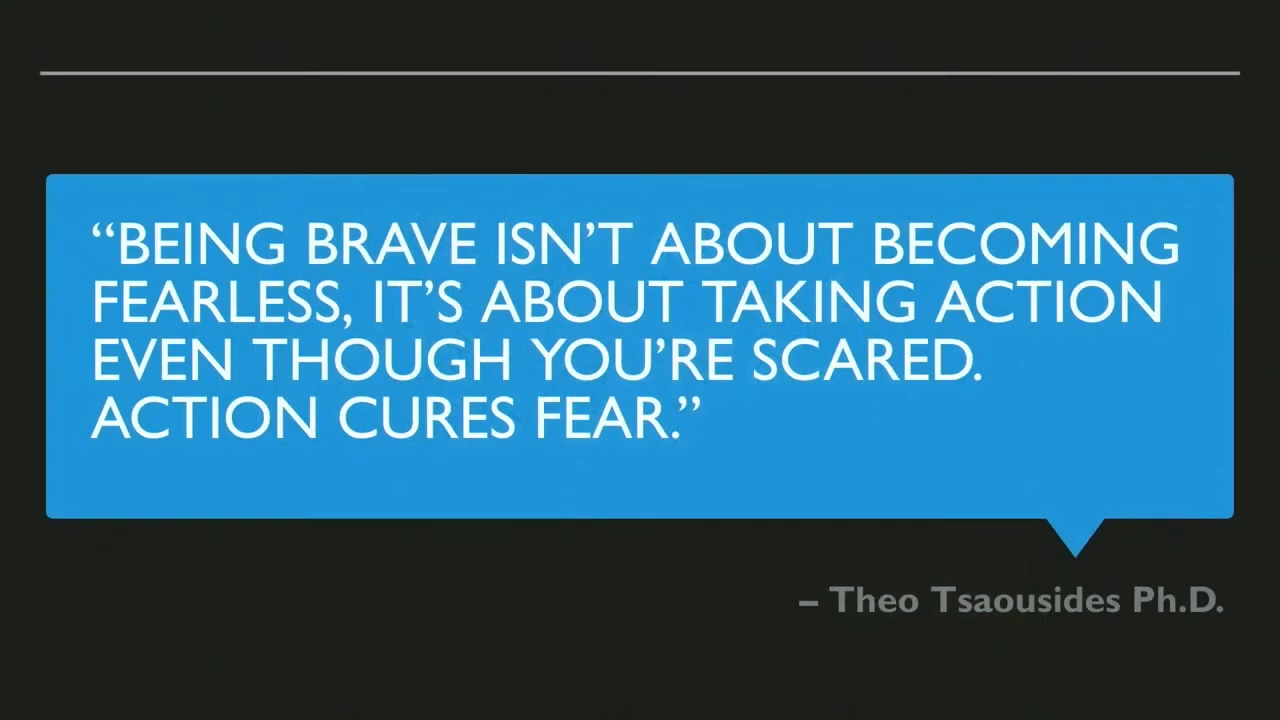 “BEING BRAVE ISN’T ABOUT BECOMING
FEARLESS, IT’S ABOUT TAKING ACTION
EVEN THOUGH YOU’RE SCARED.
ACTION CURES FEAR.”
– Theo Tsaousides Ph.D.